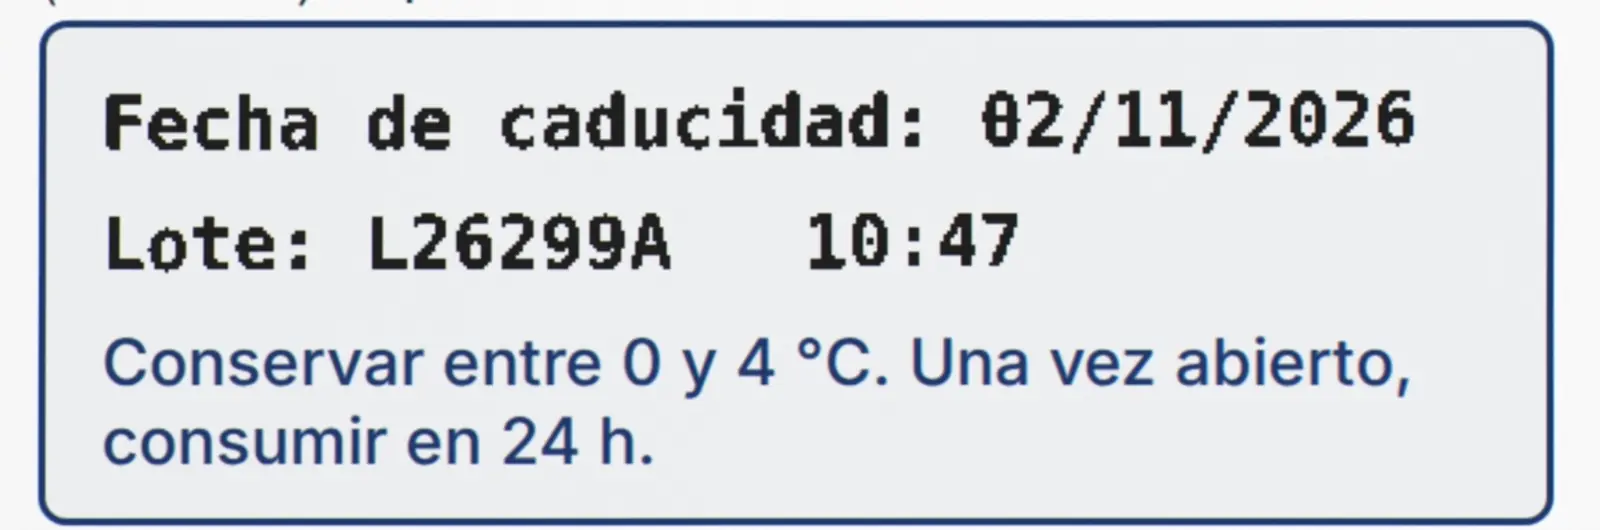 Fecha de caducidad: 02/11/2026
Lote: L26299A 10:47
Conservar entre 0 y 4 °C. Una vez abierto,
consumir en 24 h.